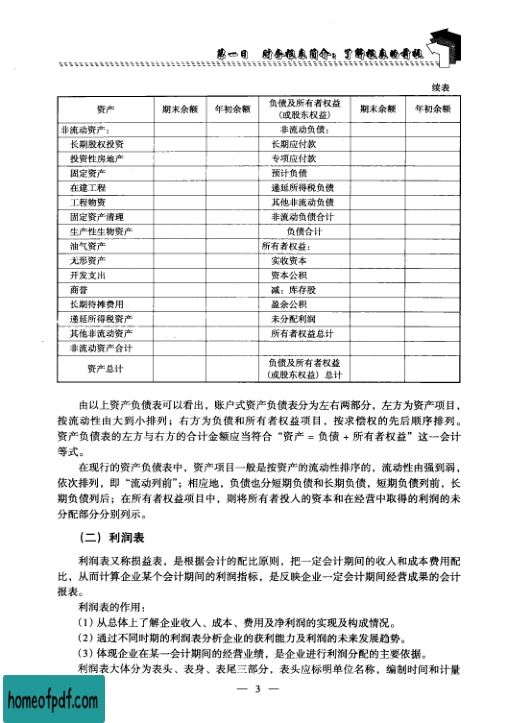 第一日 财务报表简介：了解报表的前视
续表
资产 期末余额 年初余额 负债及所有者权益（或股东权益） 期末余额 年初余额
非流动资产： 非流动负债：
长期股权投资 长期应付款
投资性房地产 专项应付款
固定资产 预计负债
在建工程 递延所得税负债
工程物资 其他非流动负债
固定资产清理 非流动负债合计
生产性生物资产 负债合计
油气资产 所有者权益：
无形资产 实收资本
开发支出 资本公积
商誉 减：库存股
长期待摊费用 盈余公积
递延所得税资产 未分配利润
其他非流动资产 所有者权益总计
非流动资产合计
资产总计 负债及所有者权益（或股东权益）总计
由以上资产负债表可以看出，账户式资产负债表分为左右两部分，左方为资产项目，
按流动性由大到小排列；右方为负债和所有者权益项目，按求偿权的先后顺序排列。
资产负债表的左方与右方的合计金额应当符合“资产 = 负债 + 所有者权益”这一会计
等式。
在现行的资产负债表中，资产项目一般是按资产的流动性排序的，流动性由强到弱，
依次排列，即“流动列前”；相应地，负债也分短期负债和长期负债，短期负债列前，长
期负债列后；在所有者权益项目中，则将所有者投入的资本和在经营中取得的利润的未
分配部分分别列示。
（二）利润表
利润表又称损益表，是根据会计的配比原则，把一定会计期间的收入和成本费用配
比，从而计算企业某个会计期间的利润指标，是反映企业一定会计期间经营成果的会计
报表。
利润表的作用：
（1）从总体上了解企业收入、成本、费用及净利润的实现及构成情况。
（2）通过不同时期的利润表分析企业的获利能力及利润的未来发展趋势。
（3）体现企业在某一会计期间的经营业绩，是企业进行利润分配的主要依据。
利润表大体分为表头、表身、表尾三部分，表头应标明单位名称，编制时间和计量
— 3 —
homeofpdf.com